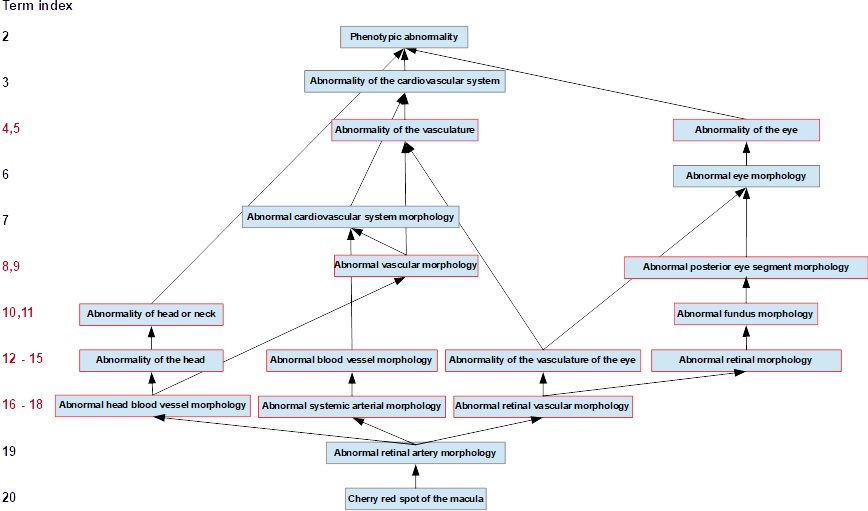 Term index
2
Phenotypic abnormality
3
Abnormality of the cardiovascular system
4,5
Abnormality of the vasculature
Abnormality of the eye
6
Abnormal eye morphology
7
Abnormal cardiovascular system morphology
8,9
Abnormal vascular morphology
Abnormal posterior eye segment morphology
10,11
Abnormality of head or neck
Abnormal fundus morphology
12 - 15
Abnormality of the head
Abnormal blood vessel morphology
Abnormality of the vasculature of the eye
Abnormal retinal morphology
16 - 18
Abnormal head blood vessel morphology
Abnormal systemic arterial morphology
Abnormal retinal vascular morphology
19
Abnormal retinal artery morphology
20
Cherry red spot of the macula